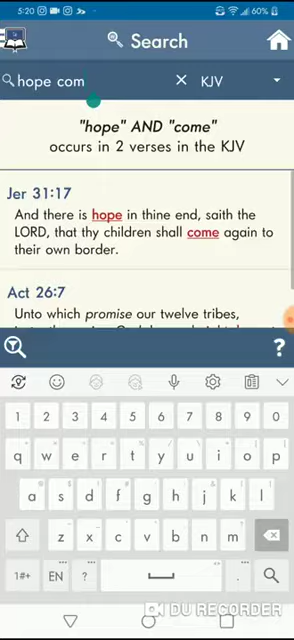 5:20
60%
Search
hope com
KJV
"hope" AND "come"
occurs in 2 verses in the KJV
Jer 31:17
And there is hope in thine end, saith the
LORD, that thy children shall come again to
their own border.
Act 26:7
Unto which promise our twelve tribes,
?
1 2 3 4 5 6 7 8 9 0
q w e r t y u i o p
a s d f g h j k l
z x c v b n m
1#+ EN ? .
DU RECORDER